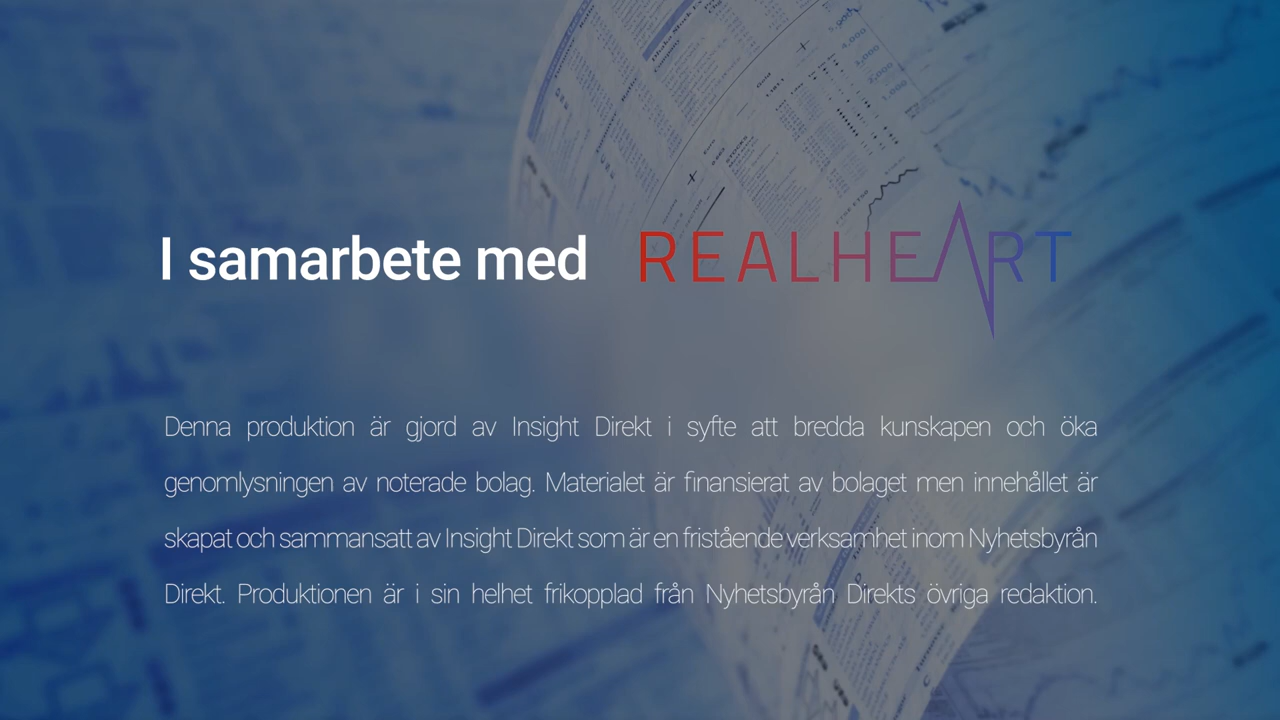 I samarbete med REALHEART
Denna produktion är gjord av Insight Direkt i syfte att bredda kunskapen och öka
genomlysningen av noterade bolag. Materialet är finansierat av bolaget men innehållet är
skapat och sammansatt av Insight Direkt som är en fristående verksamhet inom Nyhetsbyrån
Direkt. Produktionen är i sin helhet frikopplad från Nyhetsbyrån Direkts övriga redaktion.